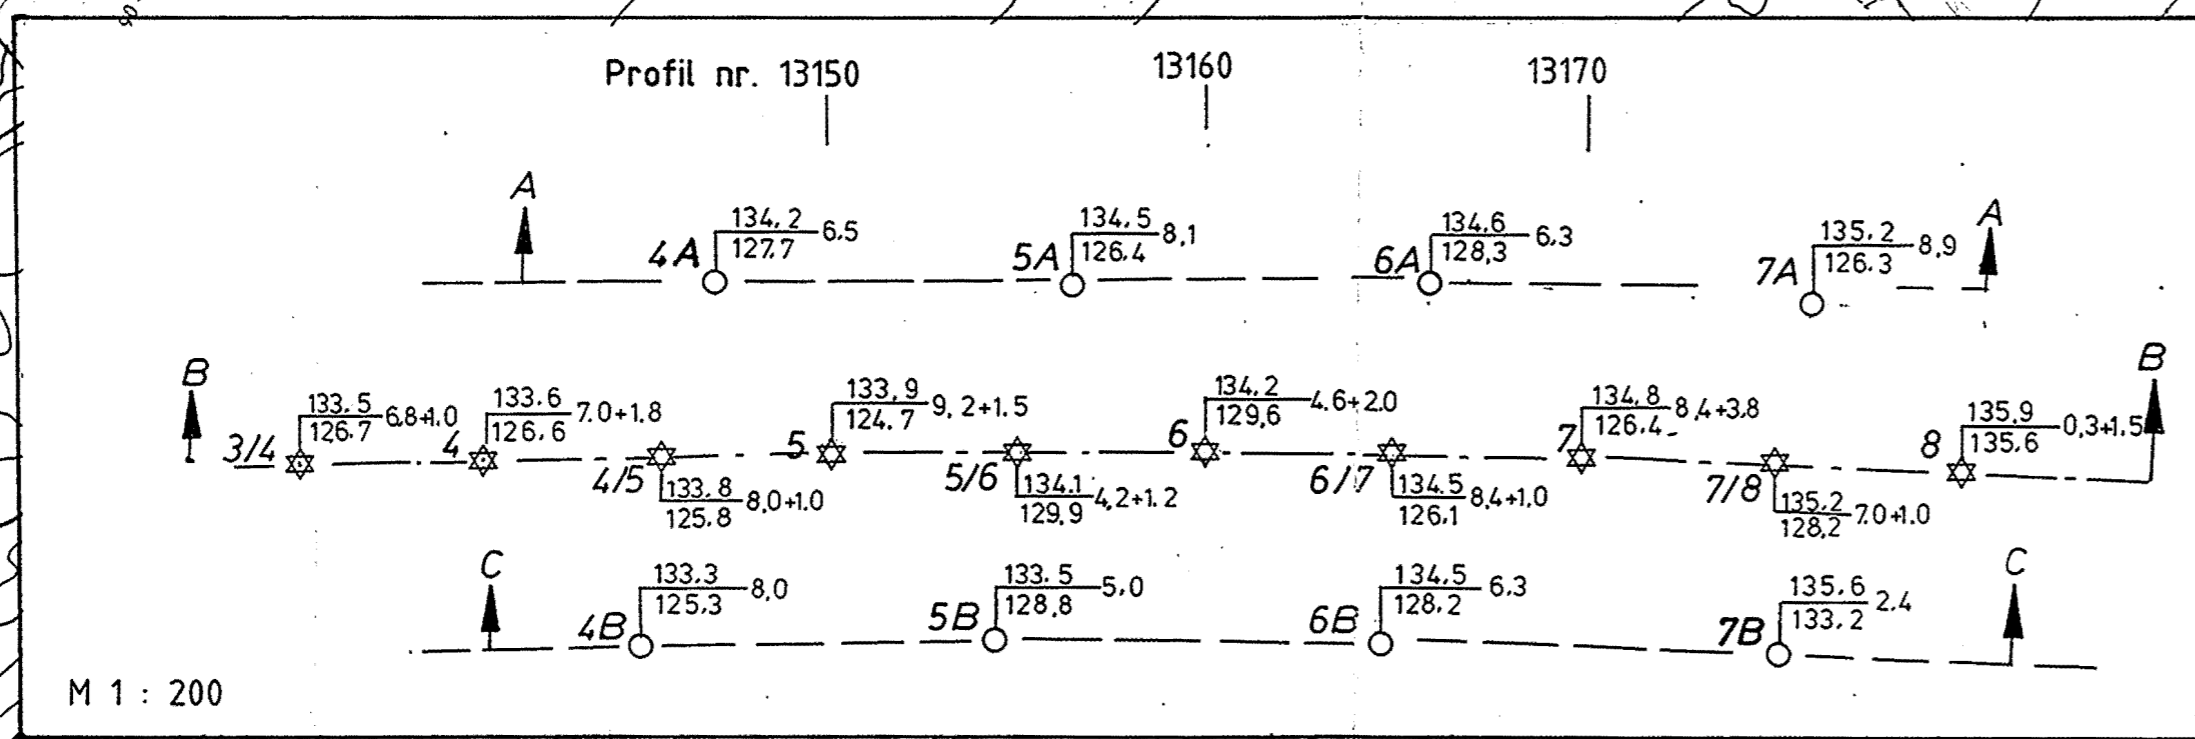 Profil nr. 13150 13160 13170
A A
4A 134,2 127,7 6,5
5A 134,5 126,4 8,1
6A 134,6 128,3 6,3
7A 135,2 126.3 8,9
B B
3/4 133.5 126.7 6,8+1.0
4 133.6 126,6 7.0+1.8
4/5 133.8 125.8 8,0+1.0
5 133,9 124.7 9,2+1.5
5/6 134.1 129,9 4,2+1.2
6 134,2 129,6 4.6+2.0
6/7 134.5 126,1 8,4+1,0
7 134,8 126.4 8,4+3.8
7/8 135.2 128,2 7.0+1.0
8 135,9 135,6 0,3+1.5
C C
4B 133.3 125,3 8,0
5B 133.5 128,8 5,0
6B 134.5 128,2 6.3
7B 135.6 133.2 2.4
M 1 : 200